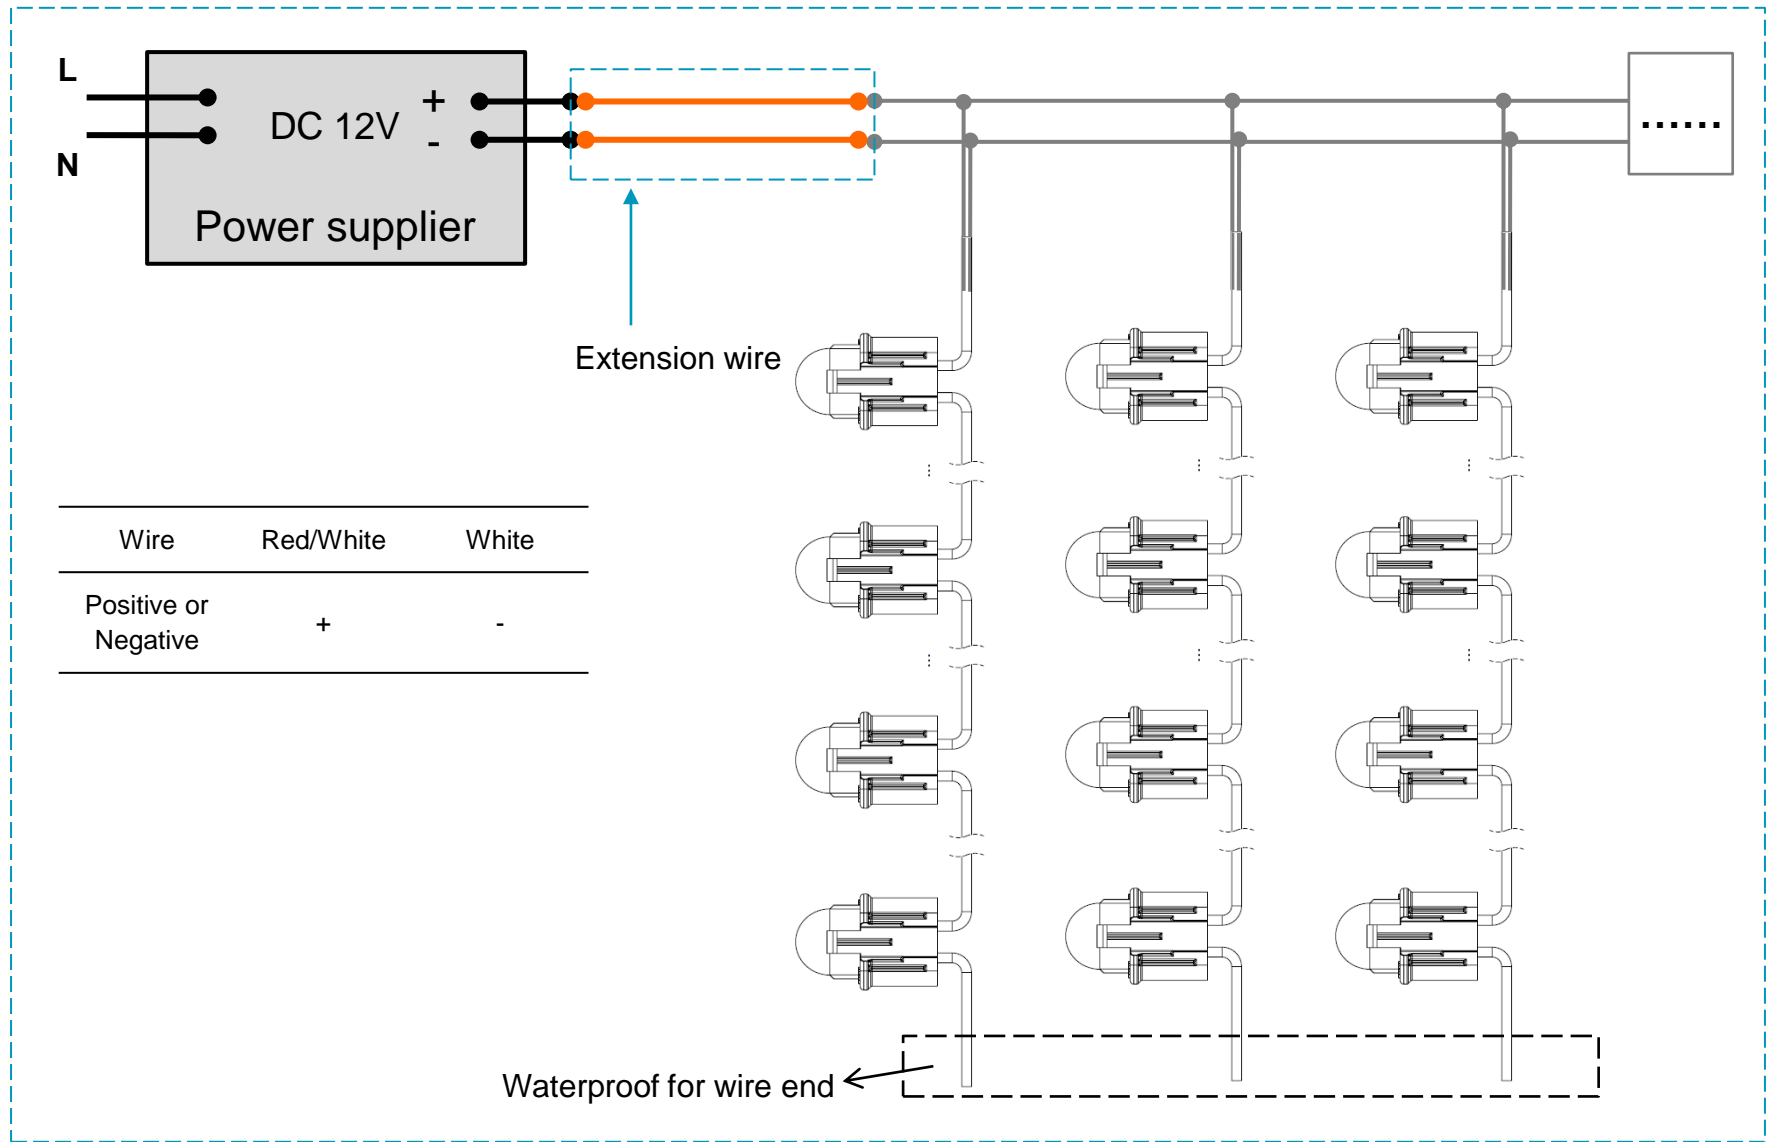 L
N
DC 12V
+
-
Power supplier
......
Extension wire
Wire Red/White White
Positive or
Negative
+ -
Waterproof for wire end